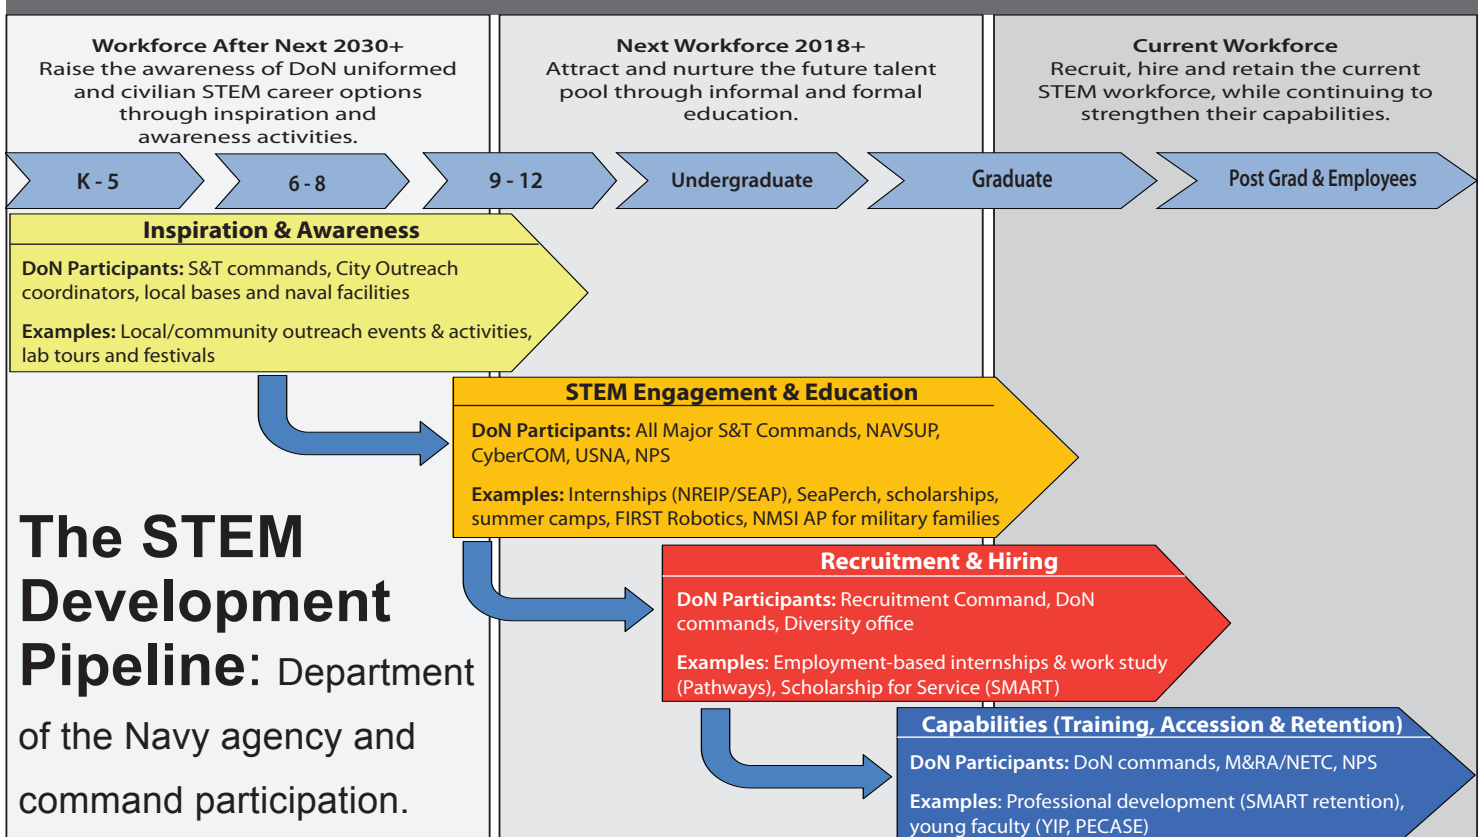 Workforce After Next 2030+
Raise the awareness of DoN uniformed
and civilian STEM career options
through inspiration and
awareness activities.
Next Workforce 2018+
Attract and nurture the future talent
pool through informal and formal
education.
Current Workforce
Recruit, hire and retain the current
STEM workforce, while continuing to
strengthen their capabilities.
K - 5
6 - 8
9 - 12
Undergraduate
Graduate
Post Grad & Employees
Inspiration & Awareness
DoN Participants: S&T commands, City Outreach
coordinators, local bases and naval facilities
Examples: Local/community outreach events & activities,
lab tours and festivals
STEM Engagement & Education
DoN Participants: All Major S&T Commands, NAVSUP,
CyberCOM, USNA, NPS
Examples: Internships (NREIP/SEAP), SeaPerch, scholarships,
summer camps, FIRST Robotics, NMSI AP for military families
Recruitment & Hiring
DoN Participants: Recruitment Command, DoN
commands, Diversity office
Examples: Employment-based internships & work study
(Pathways), Scholarship for Service (SMART)
Capabilities (Training, Accession & Retention)
DoN Participants: DoN commands, M&RA/NETC, NPS
Examples: Professional development (SMART retention),
young faculty (YIP, PECASE)
The STEM
Development
Pipeline: Department
of the Navy agency and
command participation.